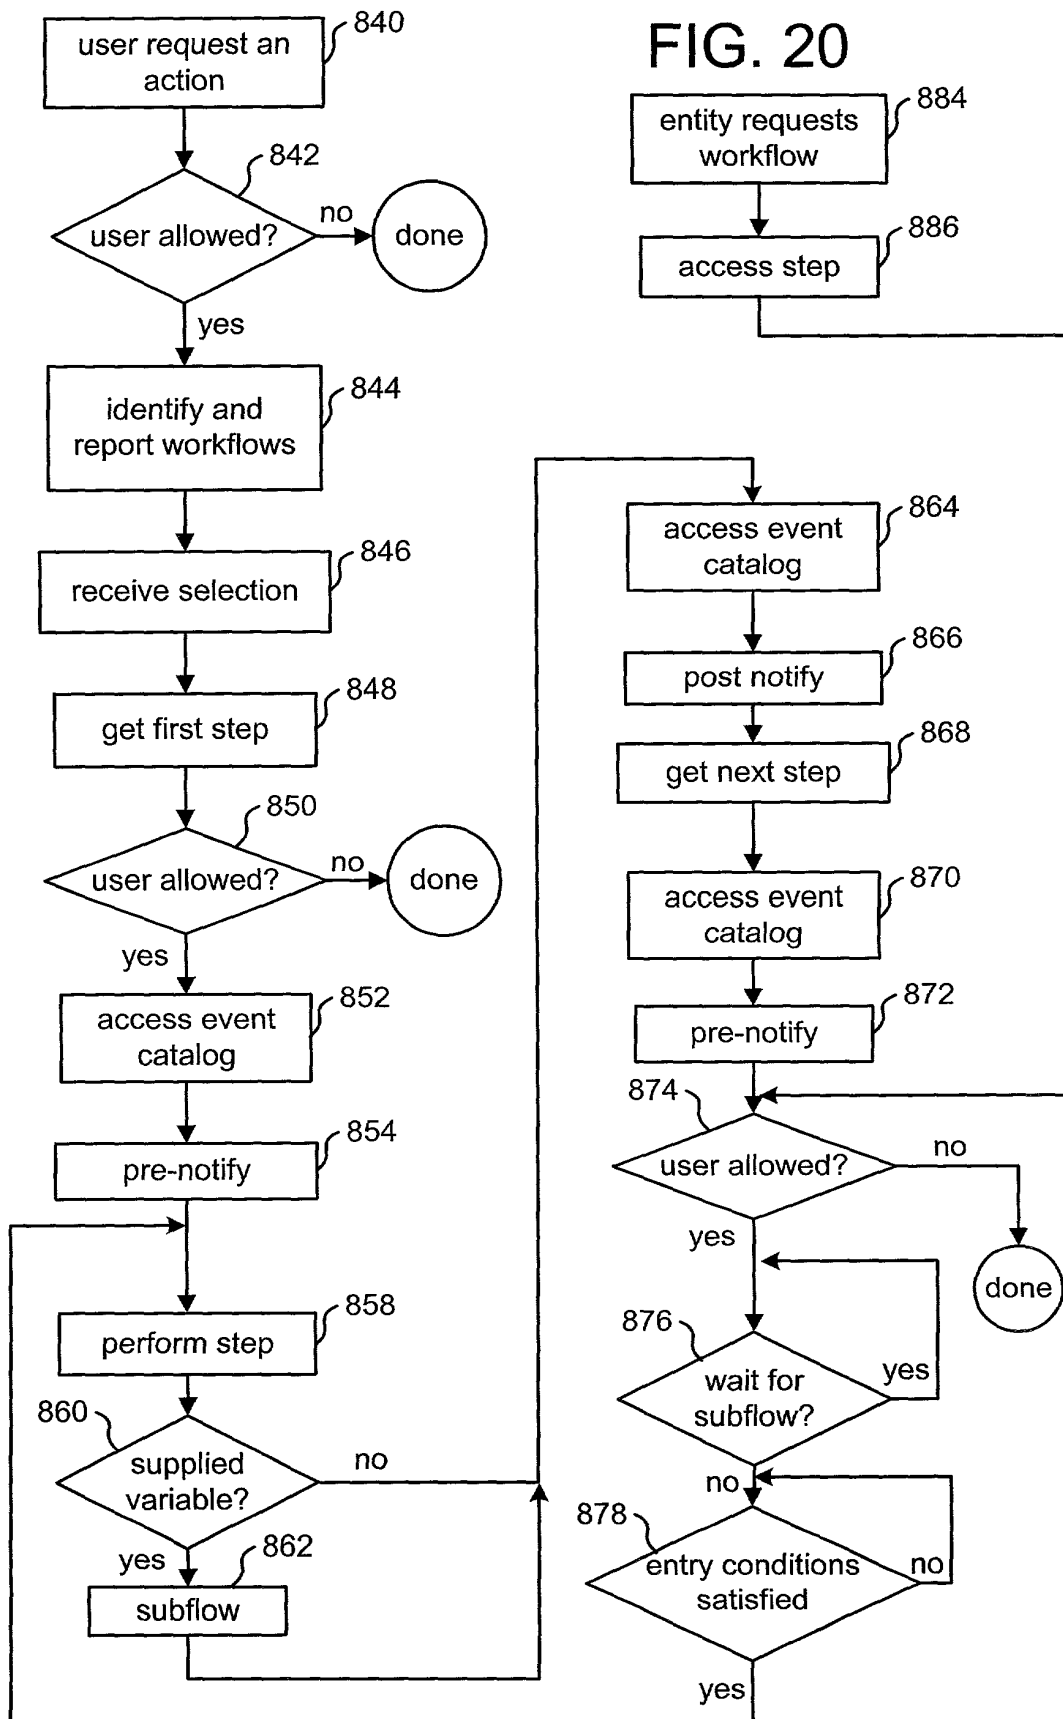 FIG. 20
840
user request an
action
842
user allowed?
no
done
yes
844
identify and
report workflows
846
receive selection
848
get first step
850
user allowed?
no
done
yes
852
access event
catalog
854
pre-notify
858
perform step
860
supplied
variable?
no
yes
862
subflow
884
entity requests
workflow
886
access step
864
access event
catalog
866
post notify
868
get next step
870
access event
catalog
872
pre-notify
874
user allowed?
no
done
yes
876
wait for
subflow?
yes
no
878
entry conditions
satisfied
no
yes